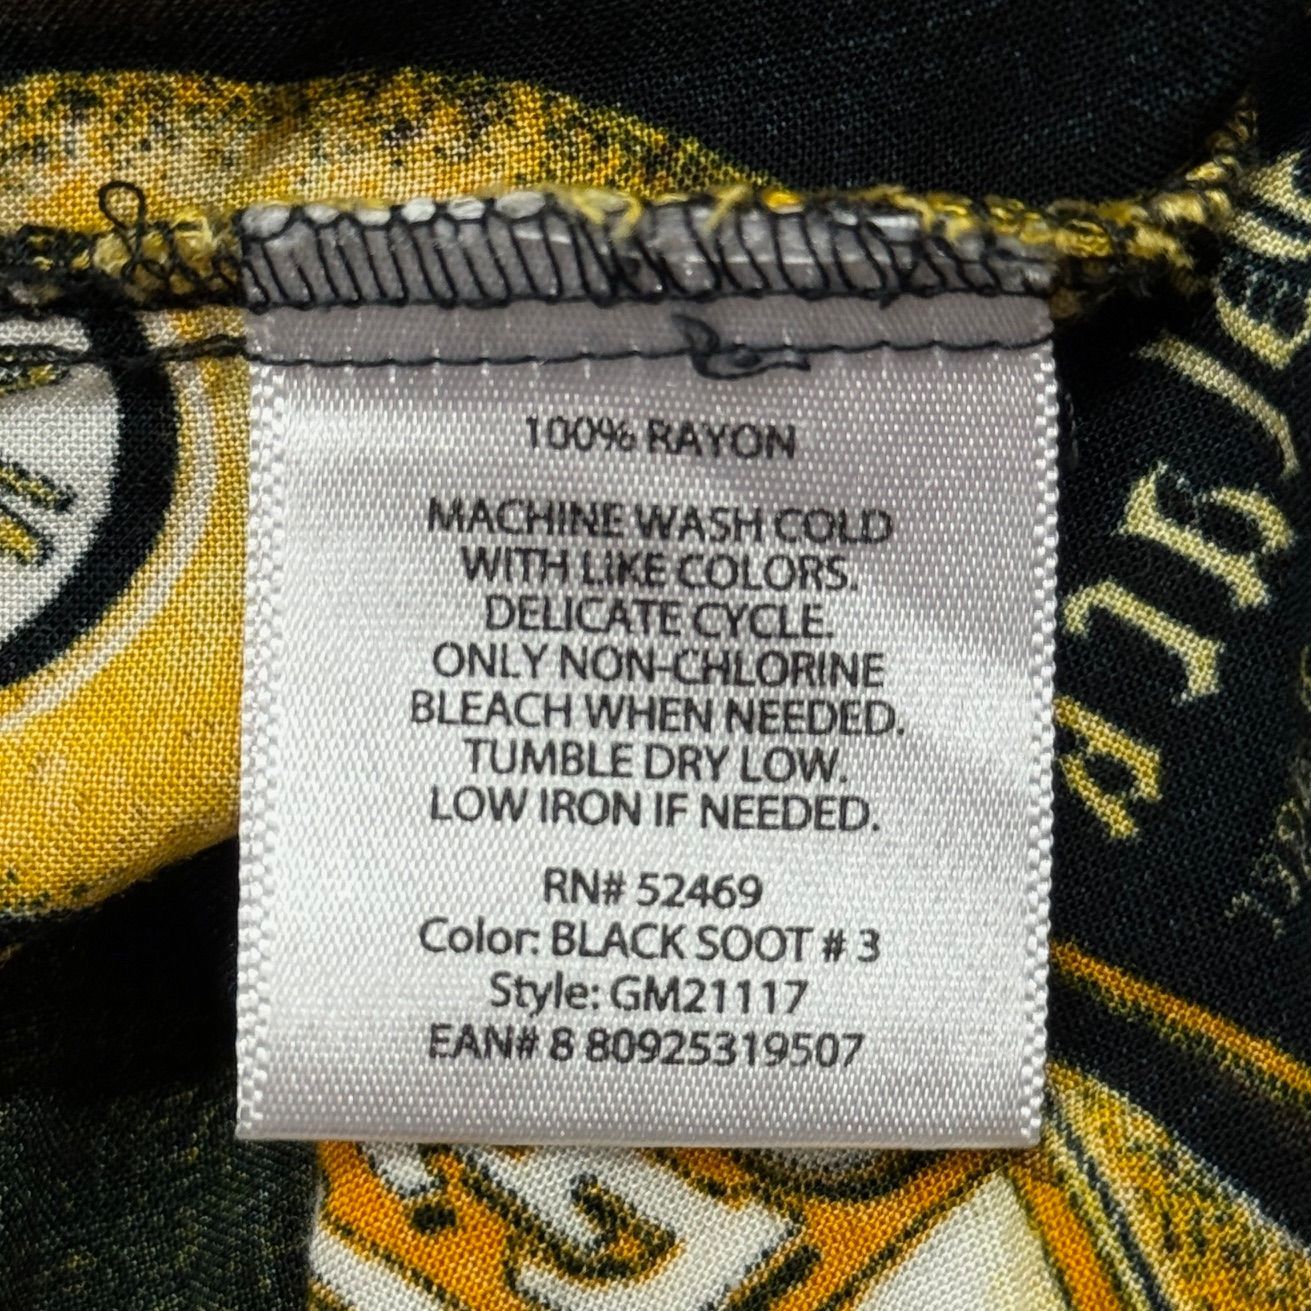 100% RAYON
MACHINE WASH COLD
WITH LIKE COLORS.
DELICATE CYCLE.
ONLY NON-CHLORINE
BLEACH WHEN NEEDED.
TUMBLE DRY LOW.
LOW IRON IF NEEDED.
RN# 52469
Color: BLACK SOOT # 3
Style: GM21117
EAN# 8 80925319507